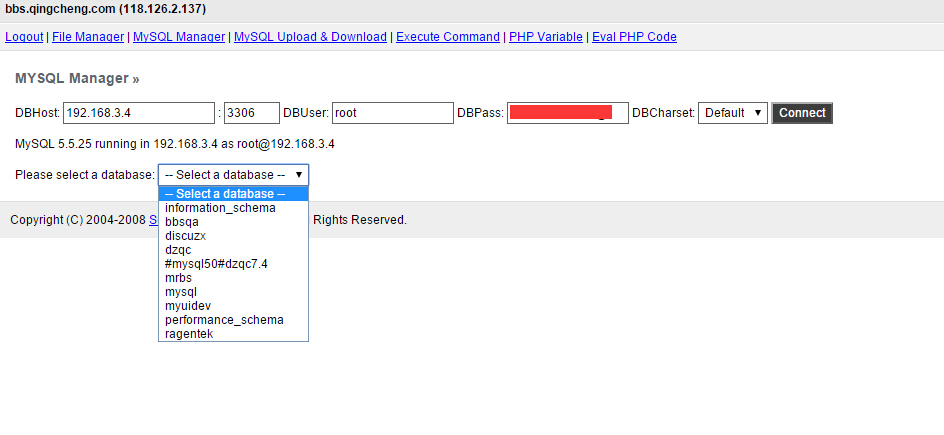 bbs.qingcheng.com (118.126.2.137)
Logout | File Manager | MySQL Manager | MySQL Upload & Download | Execute Command | PHP Variable | Eval PHP Code
MYSQL Manager »
DBHost: 192.168.3.4 : 3306 DBUser: root DBPass: DBCharset: Default ▼ Connect
MySQL 5.5.25 running in 192.168.3.4 as root@192.168.3.4
Please select a database: -- Select a database -- ▼
-- Select a database --
information_schema
bbsqa
discuzx
dzqc
#mysql50#dzqc7.4
mrbs
mysql
myuidev
performance_schema
ragentek
Copyright (C) 2004-2008 S Rights Reserved.